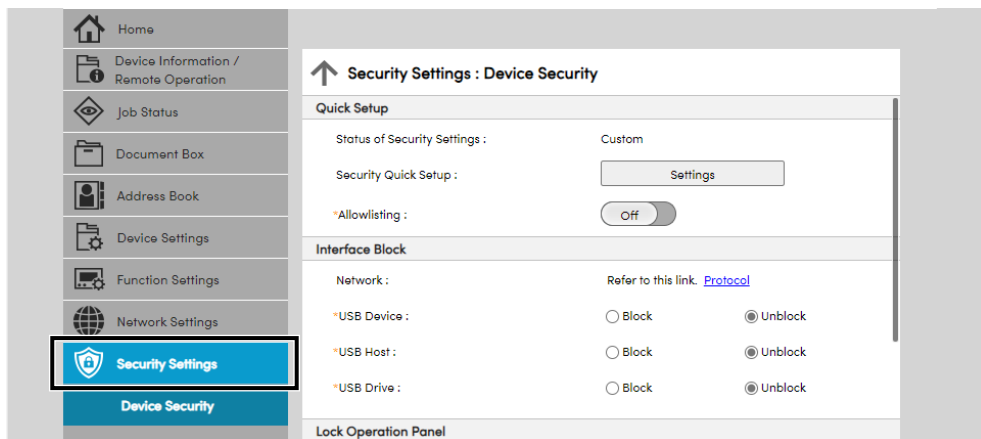 Home
Device Information /
Remote Operation
Job Status
Document Box
Address Book
Device Settings
Function Settings
Network Settings
Security Settings
Device Security
Security Settings : Device Security
Quick Setup
Status of Security Settings : Custom
Security Quick Setup : Settings
*Allowlisting : Off
Interface Block
Network : Refer to this link. Protocol
*USB Device : Block Unblock
*USB Host : Block Unblock
*USB Drive : Block Unblock
Lock Operation Panel